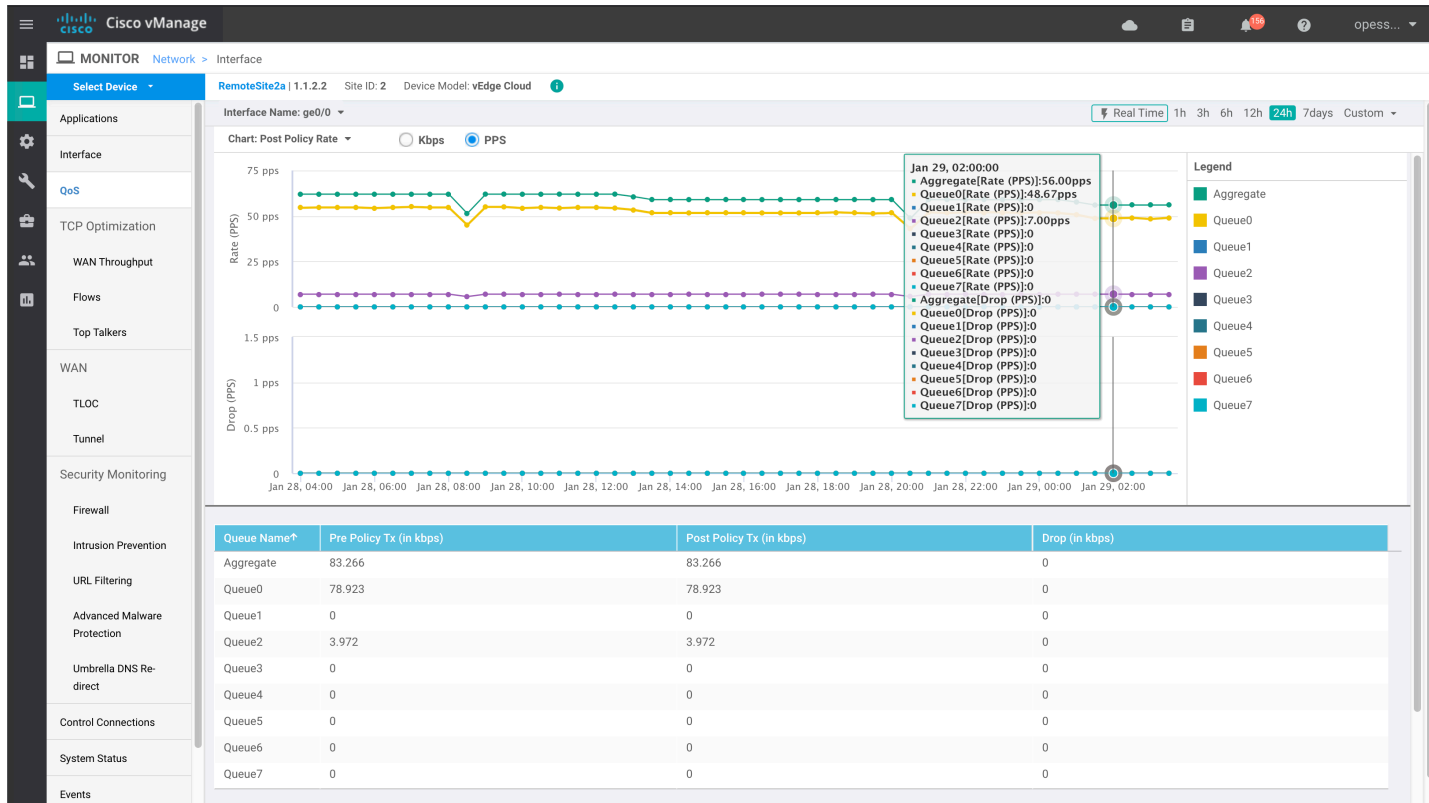 cisco Cisco vManage 156 opess...
MONITOR Network > Interface
Select Device
RemoteSite2a | 1.1.2.2 Site ID: 2 Device Model: vEdge Cloud i
Applications
Interface
QoS
TCP Optimization
WAN Throughput
Flows
Top Talkers
WAN
TLOC
Tunnel
Security Monitoring
Firewall
Intrusion Prevention
URL Filtering
Advanced Malware
Protection
Umbrella DNS Re-
direct
Control Connections
System Status
Events
Interface Name: ge0/0 Real Time 1h 3h 6h 12h 24h 7days Custom
Chart: Post Policy Rate Kbps PPS
75 pps
50 pps
25 pps
0
Rate (PPS)
1.5 pps
1 pps
0.5 pps
0
Drop (PPS)
Jan 28, 04:00 Jan 28, 06:00 Jan 28, 08:00 Jan 28, 10:00 Jan 28, 12:00 Jan 28, 14:00 Jan 28, 16:00 Jan 28, 18:00 Jan 28, 20:00 Jan 28, 22:00 Jan 29, 00:00 Jan 29, 02:00
Jan 29, 02:00:00
Aggregate[Rate (PPS)]:56.00pps
Queue0[Rate (PPS)]:48.67pps
Queue1[Rate (PPS)]:0
Queue2[Rate (PPS)]:7.00pps
Queue3[Rate (PPS)]:0
Queue4[Rate (PPS)]:0
Queue5[Rate (PPS)]:0
Queue6[Rate (PPS)]:0
Queue7[Rate (PPS)]:0
Aggregate[Drop (PPS)]:0
Queue0[Drop (PPS)]:0
Queue1[Drop (PPS)]:0
Queue2[Drop (PPS)]:0
Queue3[Drop (PPS)]:0
Queue4[Drop (PPS)]:0
Queue5[Drop (PPS)]:0
Queue6[Drop (PPS)]:0
Queue7[Drop (PPS)]:0
Legend
Aggregate
Queue0
Queue1
Queue2
Queue3
Queue4
Queue5
Queue6
Queue7
Queue Name Pre Policy Tx (in kbps) Post Policy Tx (in kbps) Drop (in kbps)
Aggregate 83.266 83.266 0
Queue0 78.923 78.923 0
Queue1 0 0 0
Queue2 3.972 3.972 0
Queue3 0 0 0
Queue4 0 0 0
Queue5 0 0 0
Queue6 0 0 0
Queue7 0 0 0